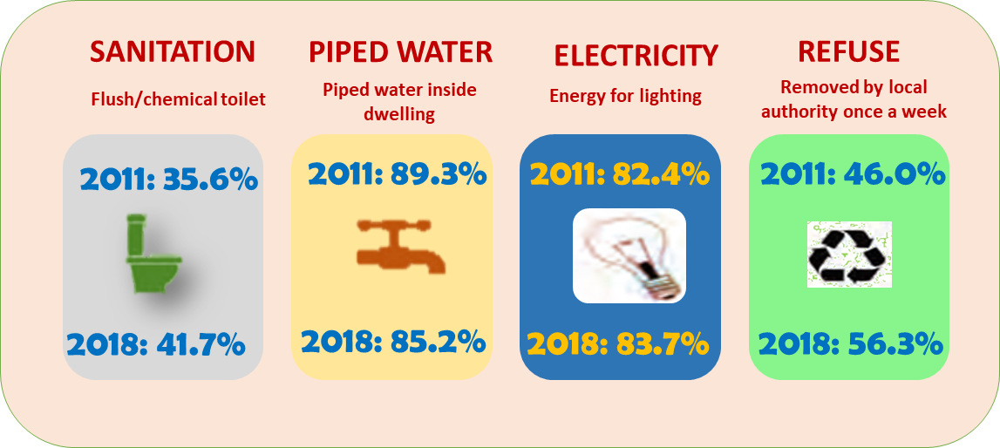 SANITATION
Flush/chemical toilet
2011: 35.6%
2018: 41.7%
PIPED WATER
Piped water inside
dwelling
2011: 89.3%
2018: 85.2%
ELECTRICITY
Energy for lighting
2011: 82.4%
2018: 83.7%
REFUSE
Removed by local
authority once a week
2011: 46.0%
2018: 56.3%